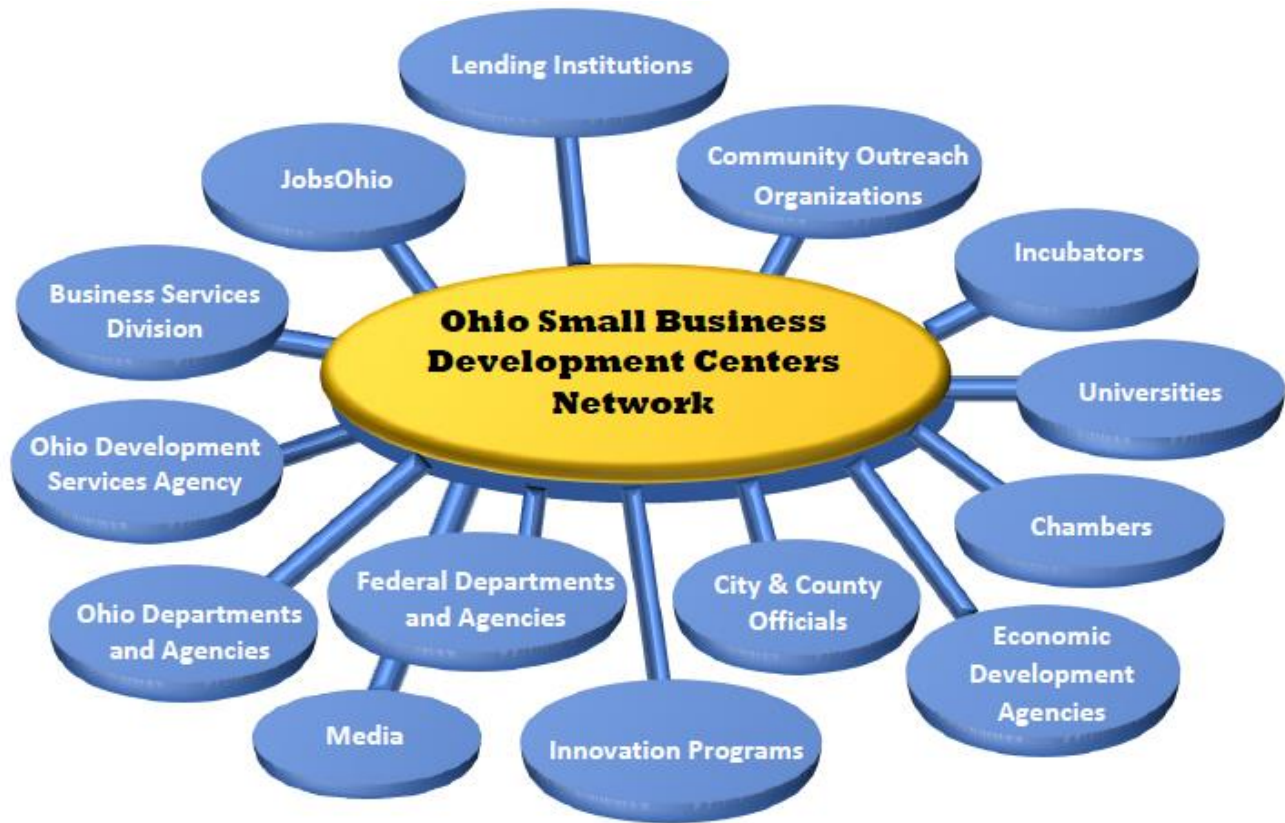 Lending Institutions
Community Outreach
Organizations
JobsOhio
Incubators
Business Services
Division
Ohio Small Business
Development Centers
Network
Universities
Ohio Development
Services Agency
Chambers
Federal Departments
and Agencies
City & County
Officials
Ohio Departments
and Agencies
Economic
Development
Agencies
Media
Innovation Programs